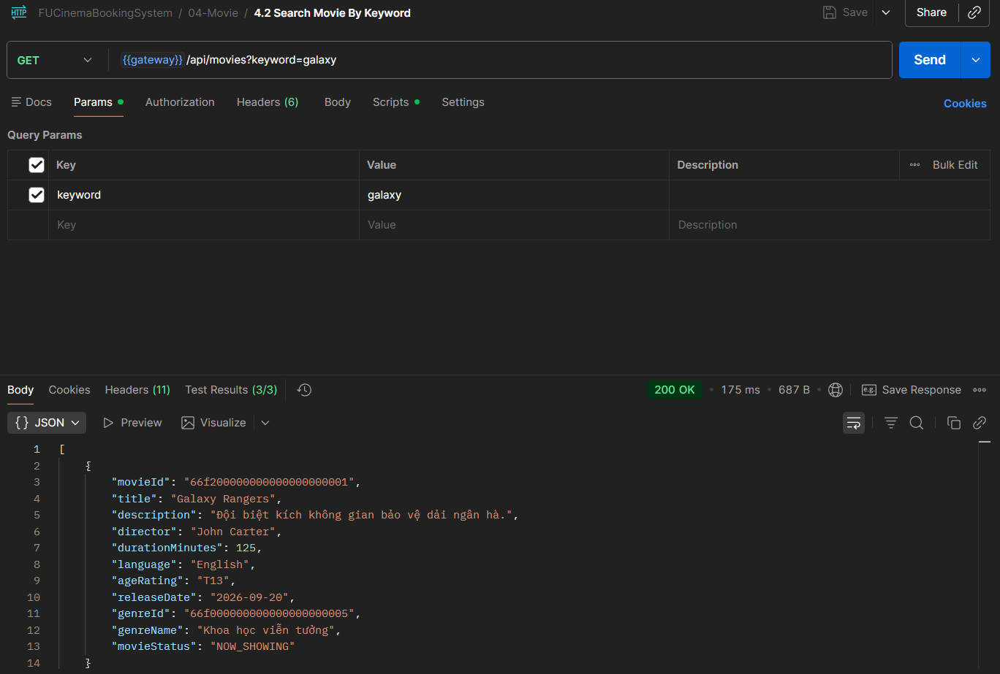 HTTP FUCinemaBookingSystem / 04-Movie / 4.2 Search Movie By Keyword Save Share
GET {{gateway}} /api/movies?keyword=galaxy Send
Docs Params Authorization Headers (6) Body Scripts Settings Cookies
Query Params
Key Value Description Bulk Edit
keyword galaxy
Key Value Description
Body Cookies Headers (11) Test Results (3/3) 200 OK 175 ms 687 B e.g. Save Response
{} JSON Preview Visualize
1 [
2 {
3 "movieId": "66f200000000000000000001",
4 "title": "Galaxy Rangers",
5 "description": "Đội biệt kích không gian bảo vệ dải ngân hà.",
6 "director": "John Carter",
7 "durationMinutes": 125,
8 "language": "English",
9 "ageRating": "T13",
10 "releaseDate": "2026-09-20",
11 "genreId": "66f000000000000000000005",
12 "genreName": "Khoa học viễn tưởng",
13 "movieStatus": "NOW_SHOWING"
14 }